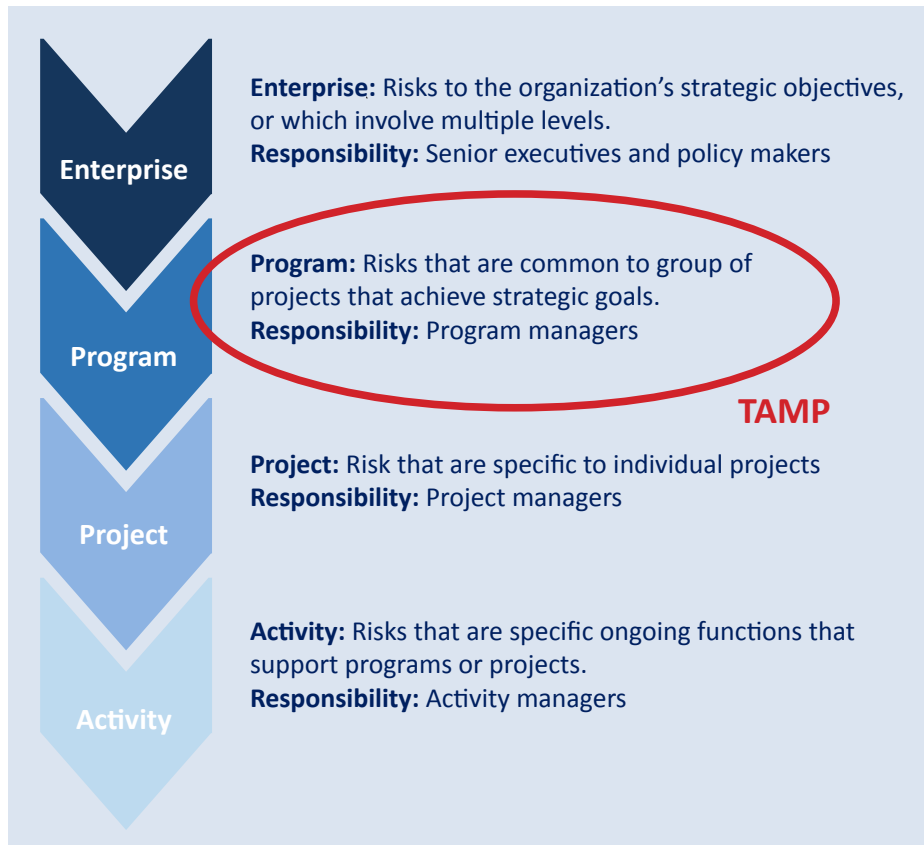 Enterprise: Risks to the organization's strategic objectives,
or which involve multiple levels.
Responsibility: Senior executives and policy makers
Enterprise
Program: Risks that are common to group of
projects that achieve strategic goals.
Responsibility: Program managers
Program
TAMP
Project: Risk that are specific to individual projects
Responsibility: Project managers
Project
Activity: Risks that are specific ongoing functions that
support programs or projects.
Responsibility: Activity managers
Activity